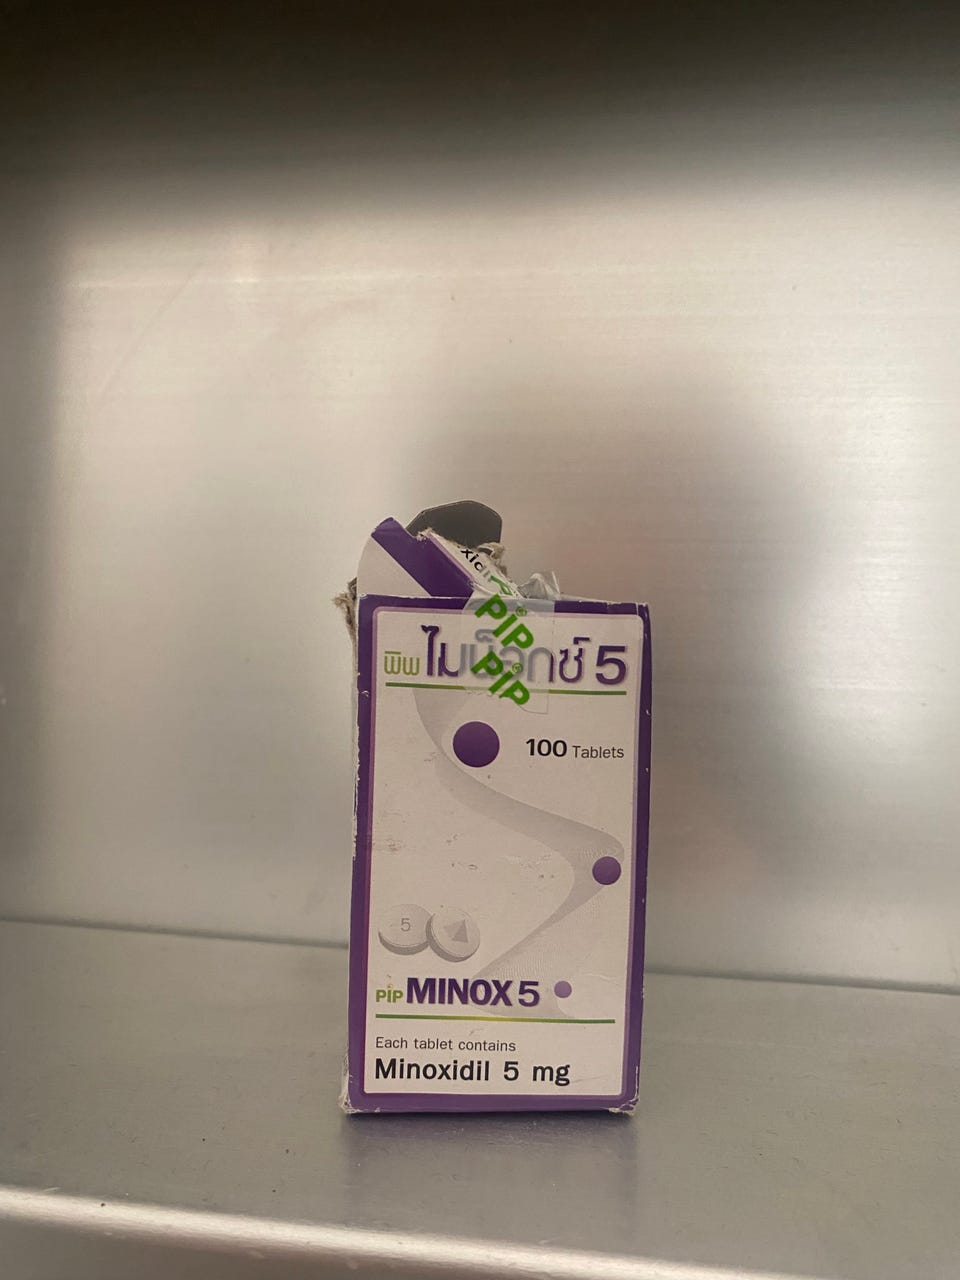 xidi
PIP
PIP
พิพ ไมน็อกซ์ 5
100 Tablets
5
PIP MINOX 5
Each tablet contains
Minoxidil 5 mg